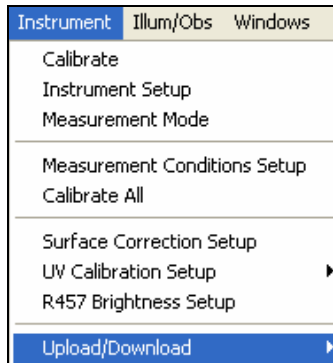 Instrument Illum/Obs Windows
Calibrate
Instrument Setup
Measurement Mode
Measurement Conditions Setup
Calibrate All
Surface Correction Setup
UV Calibration Setup
R457 Brightness Setup
Upload/Download